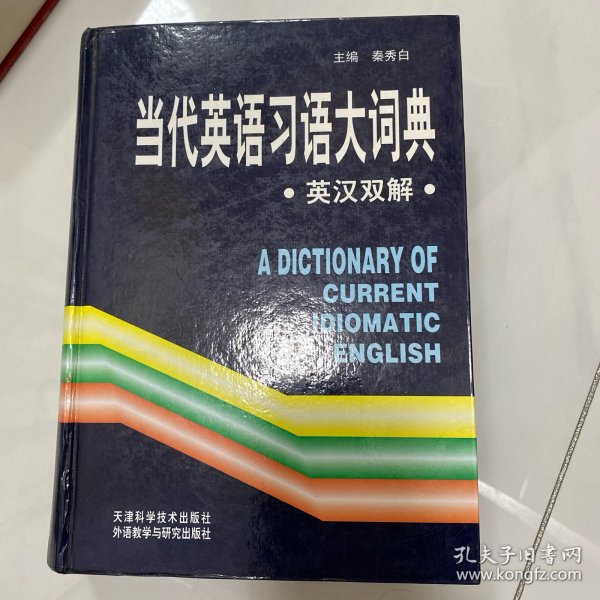 主编 秦秀白
当代英语习语大词典
·英汉双解·
A DICTIONARY OF
CURRENT
IDIOMATIC
ENGLISH
天津科学技术出版社
外语教学与研究出版社
孔夫子旧书网
www.kongfz.com